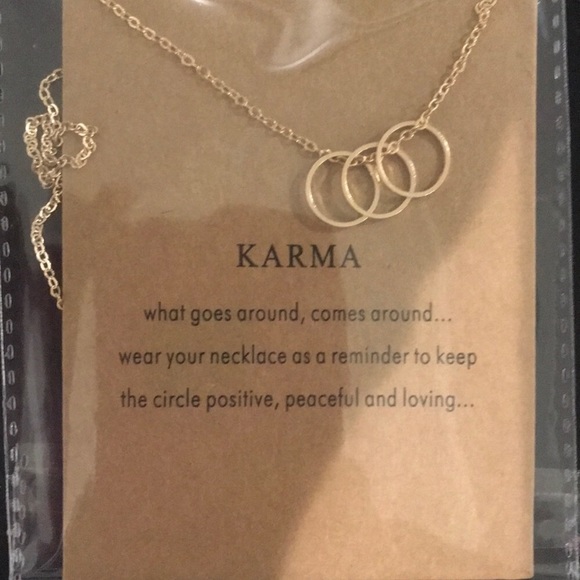 KARMA
what goes around, comes around...
wear your necklace as a reminder to keep
the circle positive, peaceful and loving...